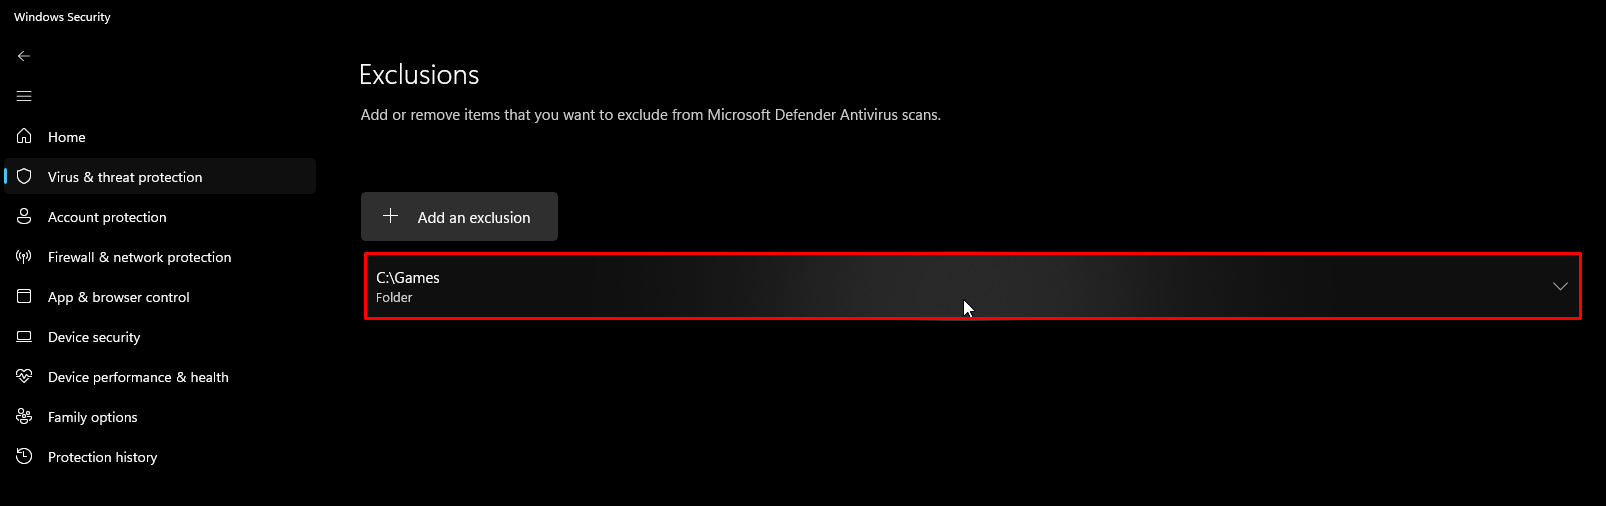 Windows Security
Home
Virus & threat protection
Account protection
Firewall & network protection
App & browser control
Device security
Device performance & health
Family options
Protection history
Exclusions
Add or remove items that you want to exclude from Microsoft Defender Antivirus scans.
Add an exclusion
C:\Games
Folder